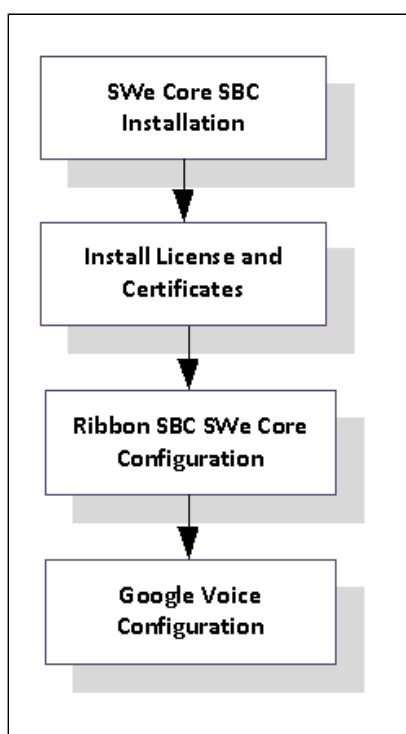 SWe Core SBC
Installation
Install License and
Certificates
Ribbon SBC SWe Core
Configuration
Google Voice
Configuration